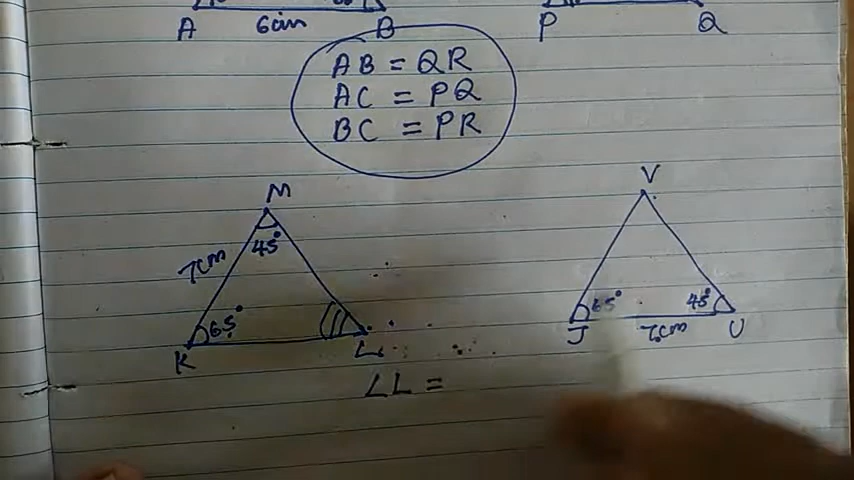 A 6cm B P Q
AB = QR
AC = PQ
BC = PR
M V
7cm 45°
65° 65° 45°
K L J 7cm U
∠L =